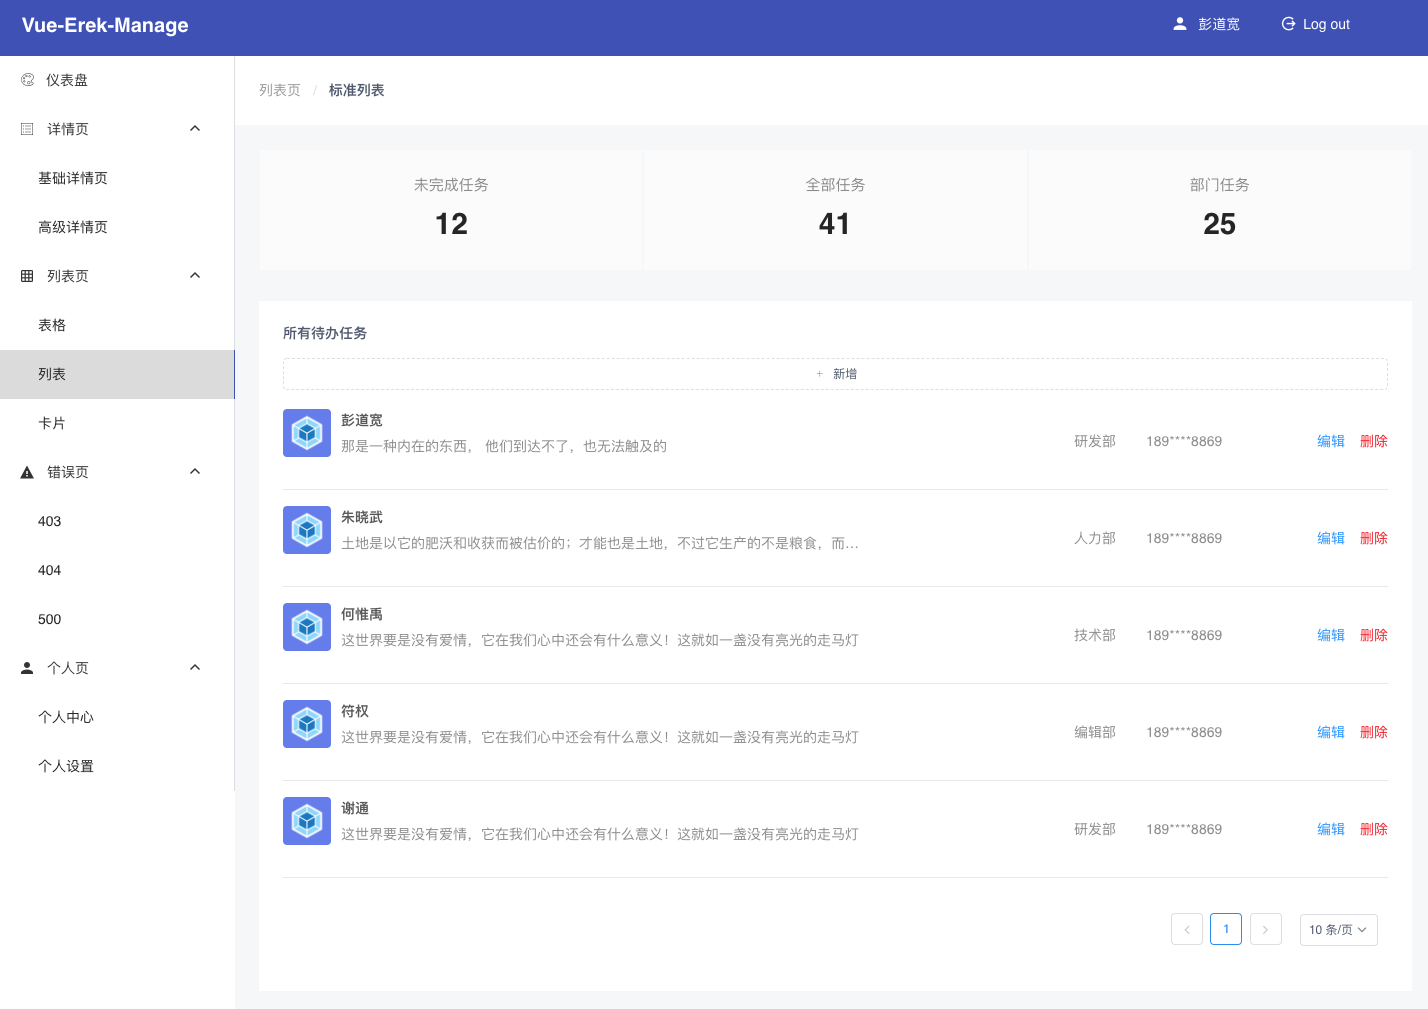 Vue-Erek-Manage
彭道宽
Log out
仪表盘
详情页
基础详情页
高级详情页
列表页
表格
列表
卡片
错误页
403
404
500
个人页
个人中心
个人设置
列表页 / 标准列表
未完成任务
12
全部任务
41
部门任务
25
所有待办任务
+ 新增
彭道宽
那是一种内在的东西， 他们到达不了，也无法触及的
研发部 189****8869 编辑 删除
朱晓武
土地是以它的肥沃和收获而被估价的；才能也是土地，不过它生产的不是粮食，而…
人力部 189****8869 编辑 删除
何惟禹
这世界要是没有爱情，它在我们心中还会有什么意义！这就如一盏没有亮光的走马灯
技术部 189****8869 编辑 删除
符权
这世界要是没有爱情，它在我们心中还会有什么意义！这就如一盏没有亮光的走马灯
编辑部 189****8869 编辑 删除
谢通
这世界要是没有爱情，它在我们心中还会有什么意义！这就如一盏没有亮光的走马灯
研发部 189****8869 编辑 删除
1
10 条/页